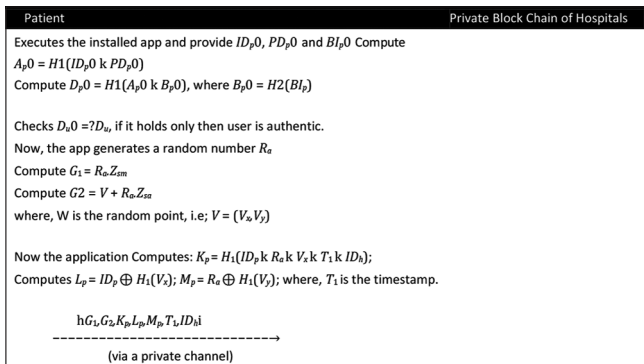 Patient Private Block Chain of Hospitals
Executes the installed app and provide IDₚ0, PDₚ0 and BIₚ0 Compute
Aₚ0 = H1(IDₚ0 k PDₚ0)
Compute Dₚ0 = H1(Aₚ0 k Bₚ0), where Bₚ0 = H2(BIₚ)
Checks Dᵤ0 =?Dᵤ, if it holds only then user is authentic.
Now, the app generates a random number Rₐ
Compute G₁ = Rₐ.Zₛₘ
Compute G2 = V + Rₐ.Zₛₐ
where, W is the random point, i.e; V = (Vₓ,Vy)
Now the application Computes: Kₚ = H₁(IDₚ k Rₐ k Vₓ k T₁ k IDₕ);
Computes Lₚ = IDₚ ⊕ H₁(Vₓ); Mₚ = Rₐ ⊕ H₁(Vy); where, T₁ is the timestamp.
hG₁,G₂,Kₚ,Lₚ,Mₚ,T₁,IDₕi
(via a private channel)